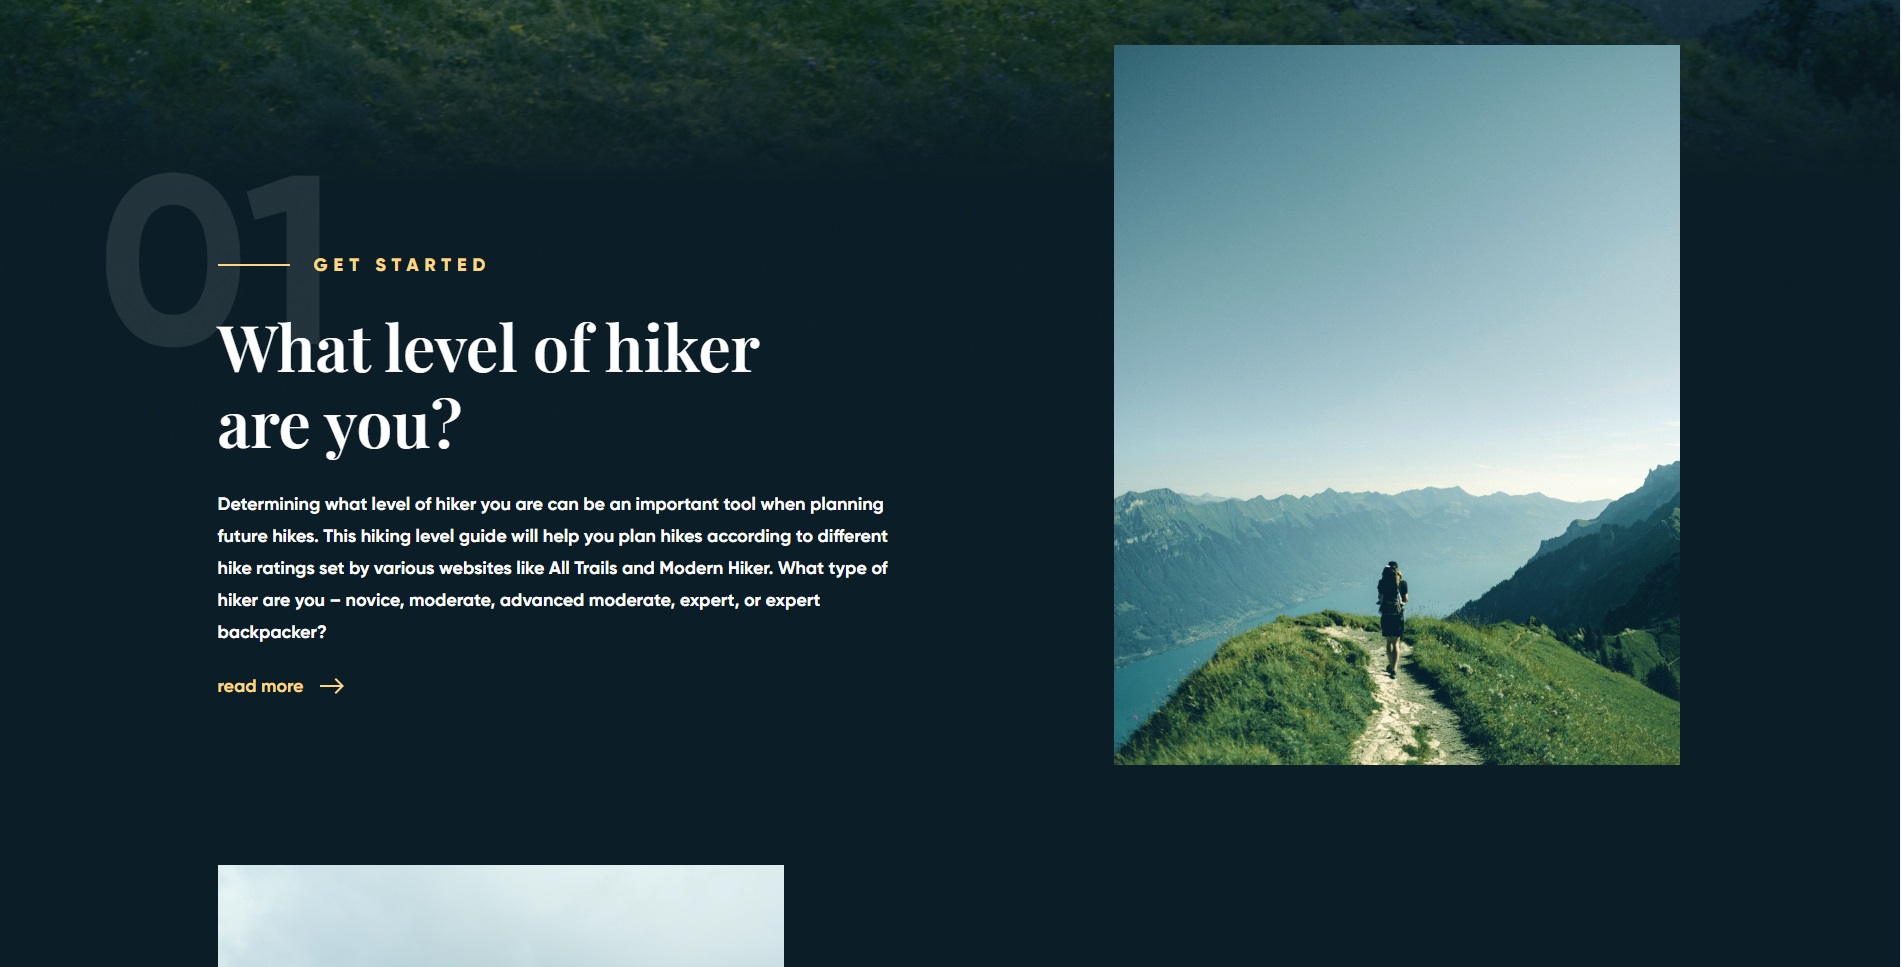 01
GET STARTED
What level of hiker
are you?
Determining what level of hiker you are can be an important tool when planning
future hikes. This hiking level guide will help you plan hikes according to different
hike ratings set by various websites like All Trails and Modern Hiker. What type of
hiker are you – novice, moderate, advanced moderate, expert, or expert
backpacker?
read more